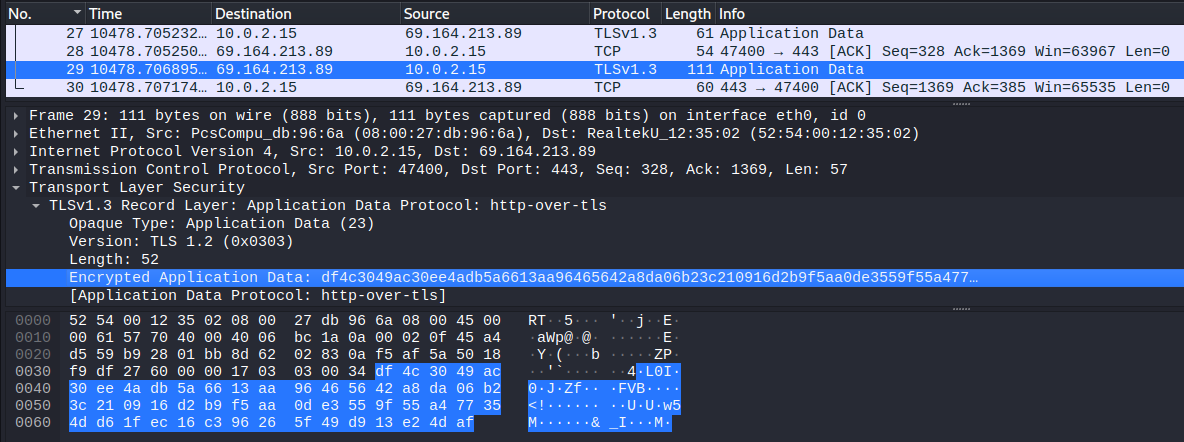 No. Time Destination Source Protocol Length Info
27 10478.705232… 10.0.2.15 69.164.213.89 TLSv1.3 61 Application Data
28 10478.705250… 69.164.213.89 10.0.2.15 TCP 54 47400 → 443 [ACK] Seq=328 Ack=1369 Win=63967 Len=0
29 10478.706895… 69.164.213.89 10.0.2.15 TLSv1.3 111 Application Data
30 10478.707174… 10.0.2.15 69.164.213.89 TCP 60 443 → 47400 [ACK] Seq=1369 Ack=385 Win=65535 Len=0
Frame 29: 111 bytes on wire (888 bits), 111 bytes captured (888 bits) on interface eth0, id 0
Ethernet II, Src: PcsCompu_db:96:6a (08:00:27:db:96:6a), Dst: RealtekU_12:35:02 (52:54:00:12:35:02)
Internet Protocol Version 4, Src: 10.0.2.15, Dst: 69.164.213.89
Transmission Control Protocol, Src Port: 47400, Dst Port: 443, Seq: 328, Ack: 1369, Len: 57
Transport Layer Security
TLSv1.3 Record Layer: Application Data Protocol: http-over-tls
Opaque Type: Application Data (23)
Version: TLS 1.2 (0x0303)
Length: 52
Encrypted Application Data: df4c3049ac30ee4adb5a6613aa96465642a8da06b23c210916d2b9f5aa0de3559f55a477…
[Application Data Protocol: http-over-tls]
0000 52 54 00 12 35 02 08 00 27 db 96 6a 08 00 45 00 RT··5··· '··j··E·
0010 00 61 57 70 40 00 40 06 bc 1a 0a 00 02 0f 45 a4 ·aWp@·@· ······E·
0020 d5 59 b9 28 01 bb 8d 62 02 83 0a f5 af 5a 50 18 ·Y·(···b ·····ZP·
0030 f9 df 27 60 00 00 17 03 03 00 34 df 4c 30 49 ac ··'`···· ··4·L0I·
0040 30 ee 4a db 5a 66 13 aa 96 46 56 42 a8 da 06 b2 0·J·Zf·· ·FVB····
0050 3c 21 09 16 d2 b9 f5 aa 0d e3 55 9f 55 a4 77 35 <!······ ··U·U·w5
0060 4d d6 1f ec 16 c3 96 26 5f 49 d9 13 e2 4d af M······& _I···M·